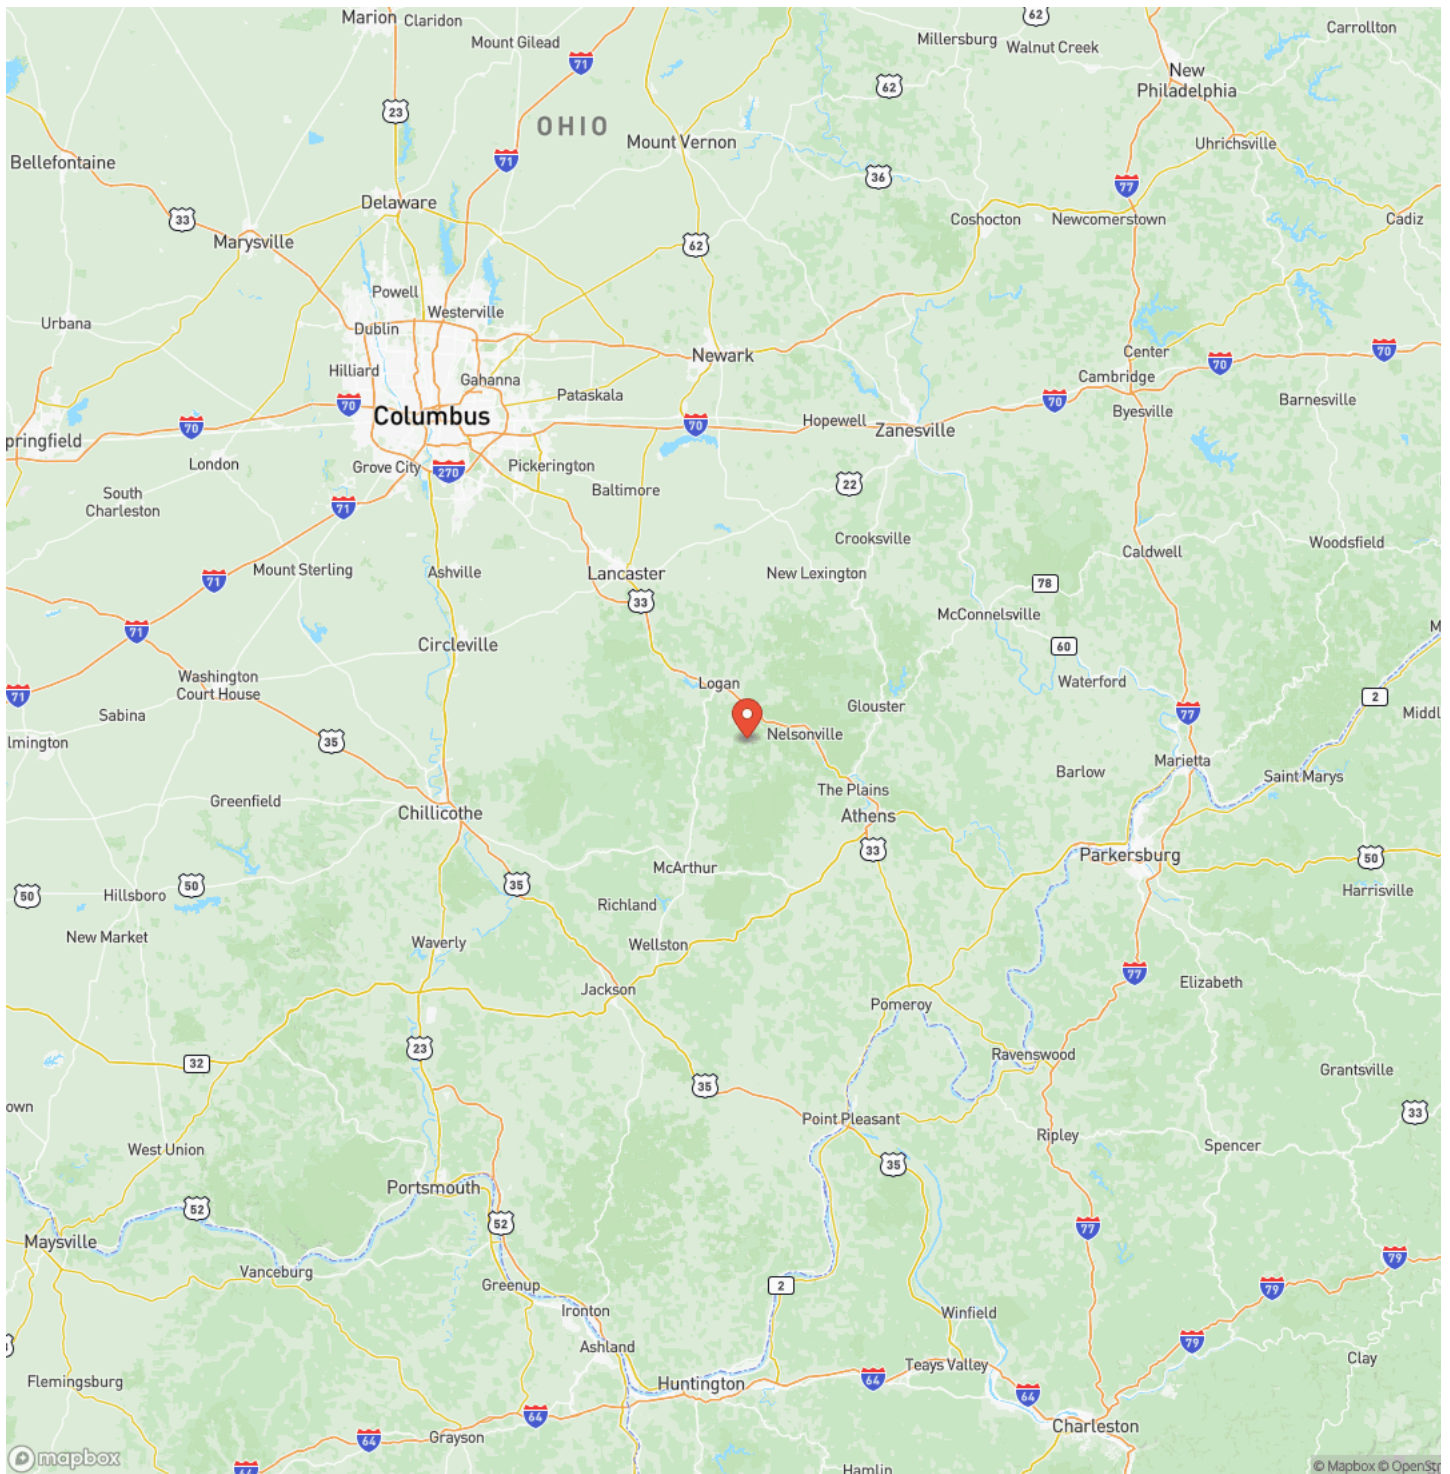 Marion
Claridon
62
Carrollton
Mount Gilead
Millersburg
Walnut Creek
71
New
Philadelphia
62
23
OHIO
Mount Vernon
Uhrichsville
Bellefontaine
71
36
77
Delaware
33
Coshocton
Newcomerstown
Cadiz
Marysville
62
Powell
Westerville
Urbana
Dublin
Newark
Center
70
70
Hilliard
Gahanna
Cambridge
Pataskala
70
70
Barnesville
Columbus
Hopewell
Byesville
70
70
Zanesville
pringfield
London
Grove City
270
Pickerington
Baltimore
22
South
Charleston
71
Crooksville
Woodsfield
Caldwell
Mount Sterling
Ashville
Lancaster
New Lexington
71
78
33
McConnelsville
71
Circleville
60
M
Washington
Court House
Logan
Waterford
71
2
Sabina
Glouster
77
Middl
lmington
35
Nelsonville
Marietta
Barlow
Saint Marys
The Plains
Greenfield
Chillicothe
Athens
33
Parkersburg
50
McArthur
50
50
35
Hillsboro
Harrisville
Richland
New Market
Waverly
Wellston
77
Elizabeth
Jackson
Pomeroy
23
Ravenswood
32
Grantsville
35
own
33
Point Pleasant
West Union
Ripley
Spencer
35
Portsmouth
52
52
77
Maysville
79
Vanceburg
Greenup
2
79
Ironton
Winfield
79
Ashland
Clay
Teays Valley
Flemingsburg
Huntington
64
64
64
Charleston
64
Grayson
mapbox
64
Hamlin
© Mapbox © OpenStr